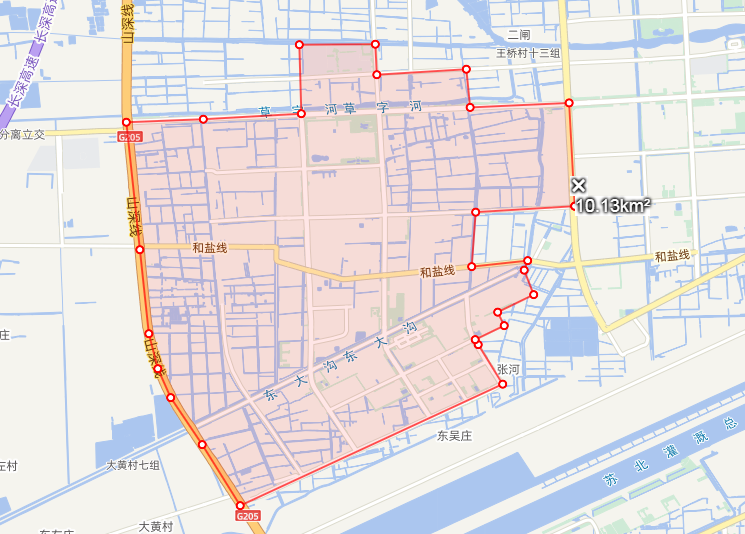 长深高速
长深高速
山深线
二闸
王桥村十三组
草字河草字河
分离立交
G205
10.13km²
山深线
和盐线
和盐线
和盐线
山深线
东大沟东大沟
庄
张河
东吴庄
左村
大黄村七组
苏北灌溉总
G205
大黄村